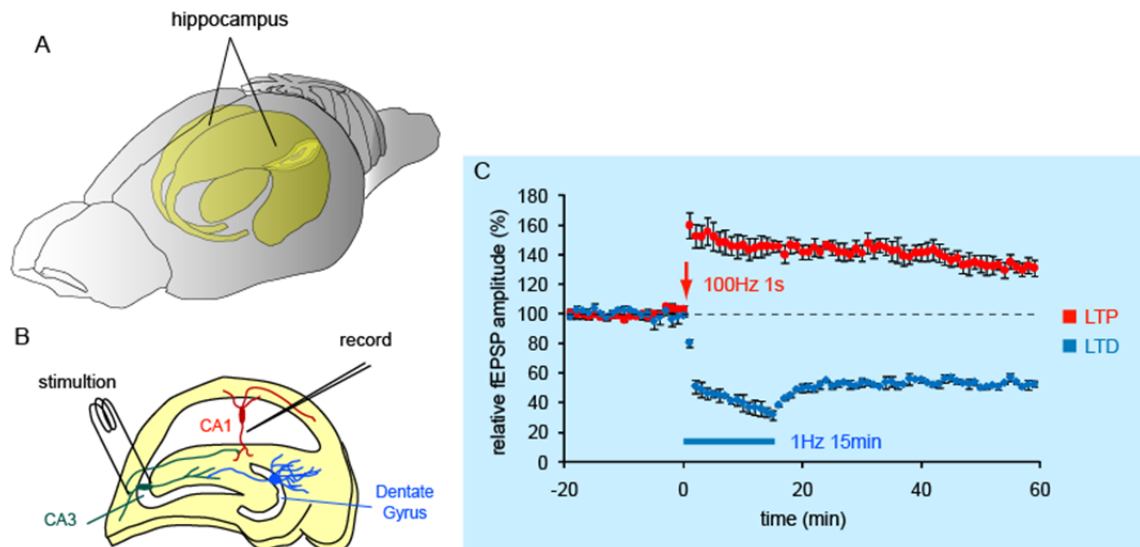 hippocampus
A
B
record
stimultion
CA1
CA3
Dentate
Gyrus
C
relative fEPSP amplitude (%)
180
160
140
120
100
80
60
40
20
0
100Hz 1s
LTP
LTD
1Hz 15min
-20
0
20
40
60
time (min)